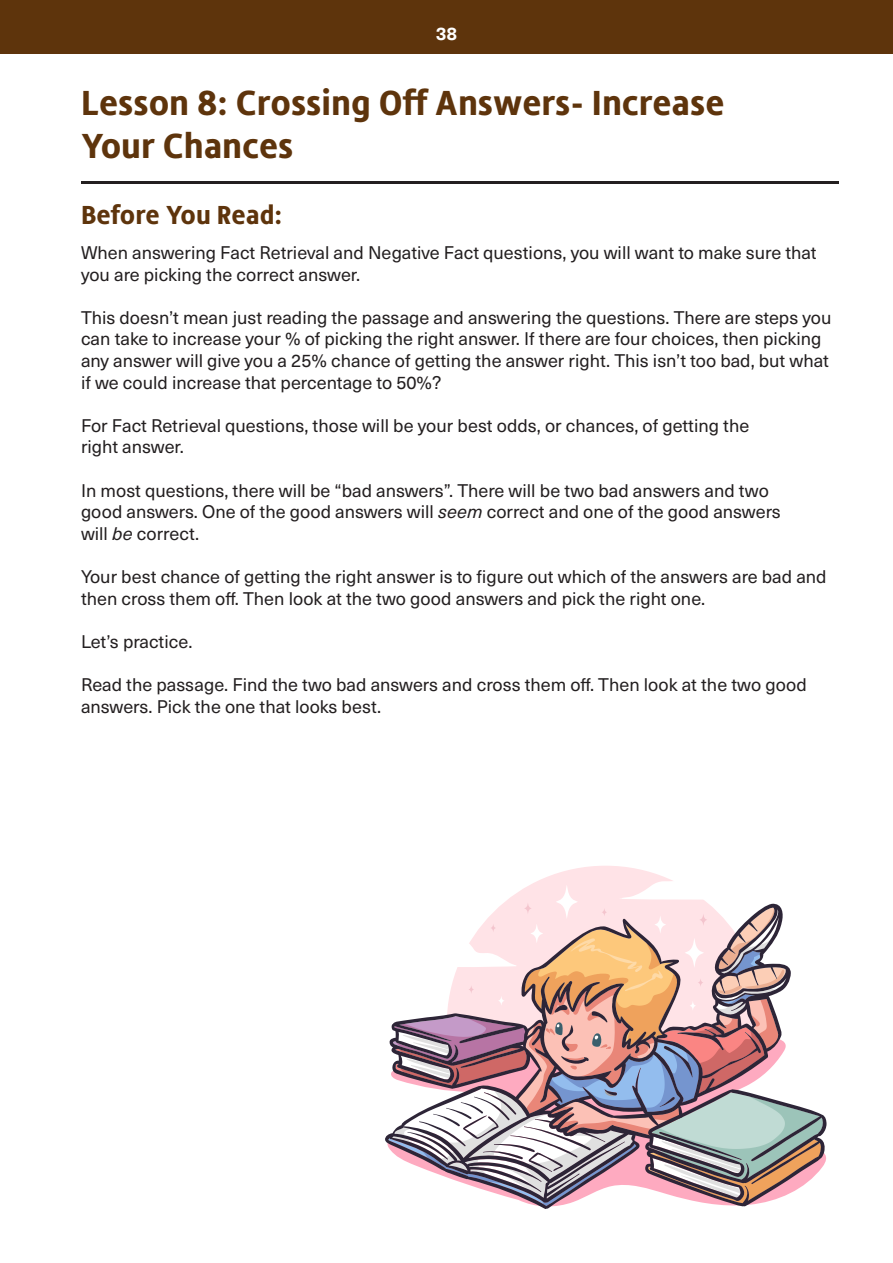 38
Lesson 8: Crossing Off Answers- Increase
Your Chances
Before You Read:
When answering Fact Retrieval and Negative Fact questions, you will want to make sure that
you are picking the correct answer.
This doesn’t mean just reading the passage and answering the questions. There are steps you
can take to increase your % of picking the right answer. If there are four choices, then picking
any answer will give you a 25% chance of getting the answer right. This isn’t too bad, but what
if we could increase that percentage to 50%?
For Fact Retrieval questions, those will be your best odds, or chances, of getting the
right answer.
In most questions, there will be “bad answers”. There will be two bad answers and two
good answers. One of the good answers will seem correct and one of the good answers
will be correct.
Your best chance of getting the right answer is to figure out which of the answers are bad and
then cross them off. Then look at the two good answers and pick the right one.
Let’s practice.
Read the passage. Find the two bad answers and cross them off. Then look at the two good
answers. Pick the one that looks best.